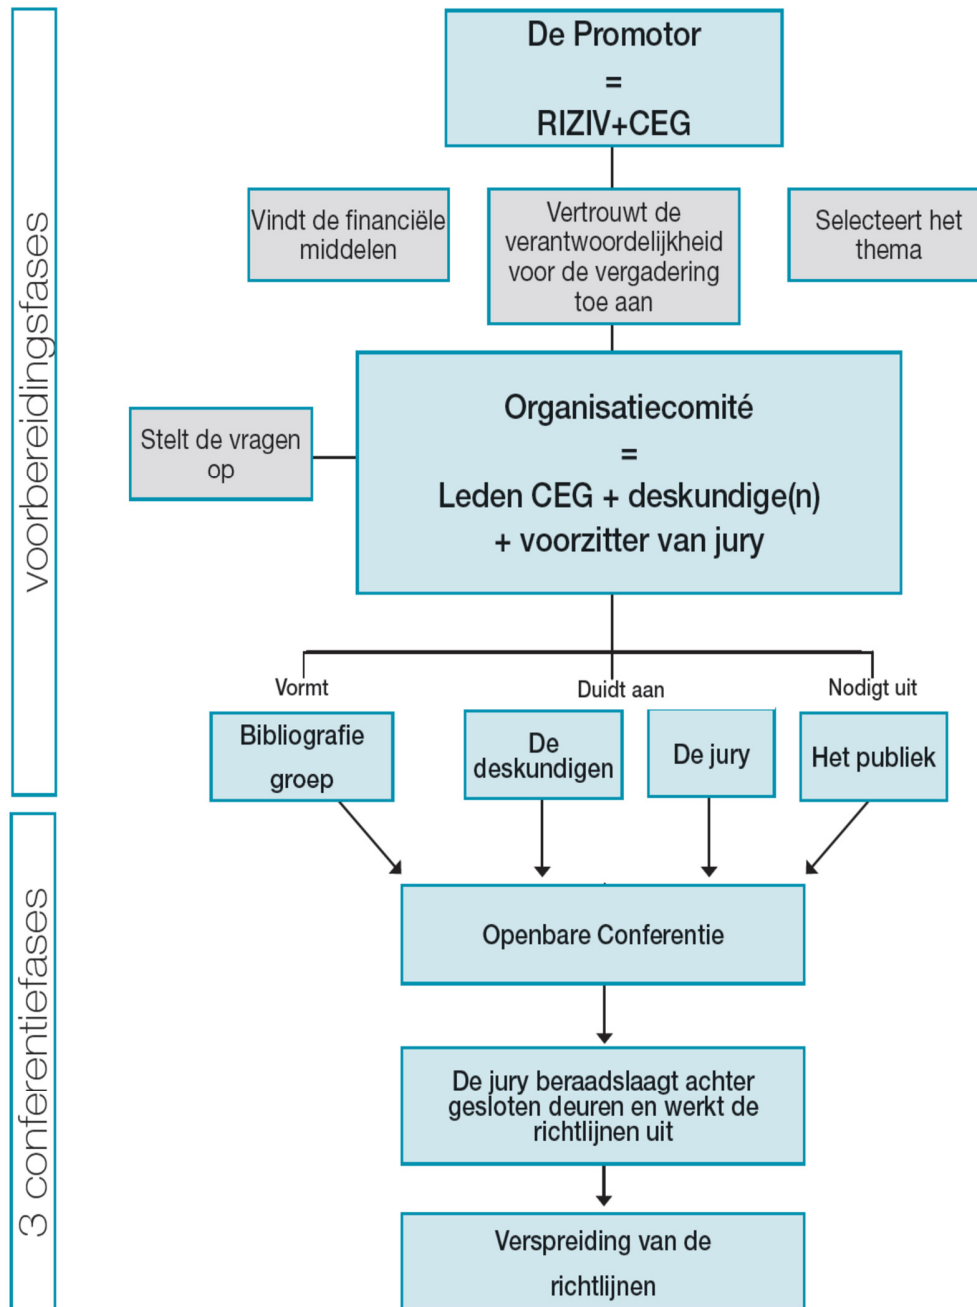 voorbereidingsfases
De Promotor
=
RIZIV+CEG
Vindt de financiële
middelen
Vertrouwt de
verantwoordelijkheid
voor de vergadering
toe aan
Selecteert het
thema
Organisatiecomité
=
Leden CEG + deskundige(n)
+ voorzitter van jury
Stelt de vragen
op
Vormt
Duidt aan
Nodigt uit
Bibliografie
groep
De
deskundigen
De jury
Het publiek
3 conferentiefases
Openbare Conferentie
De jury beraadslaagt achter
gesloten deuren en werkt de
richtlijnen uit
Verspreiding van de
richtlijnen